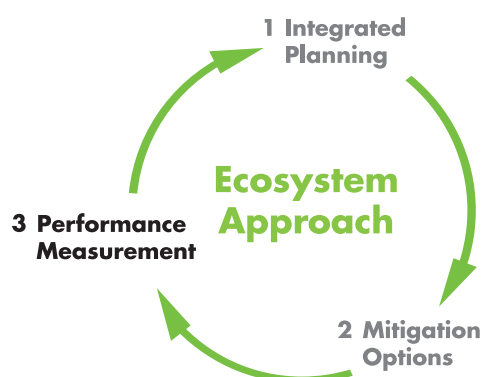 1 Integrated
Planning
Ecosystem
Approach
3 Performance
Measurement
2 Mitigation
Options